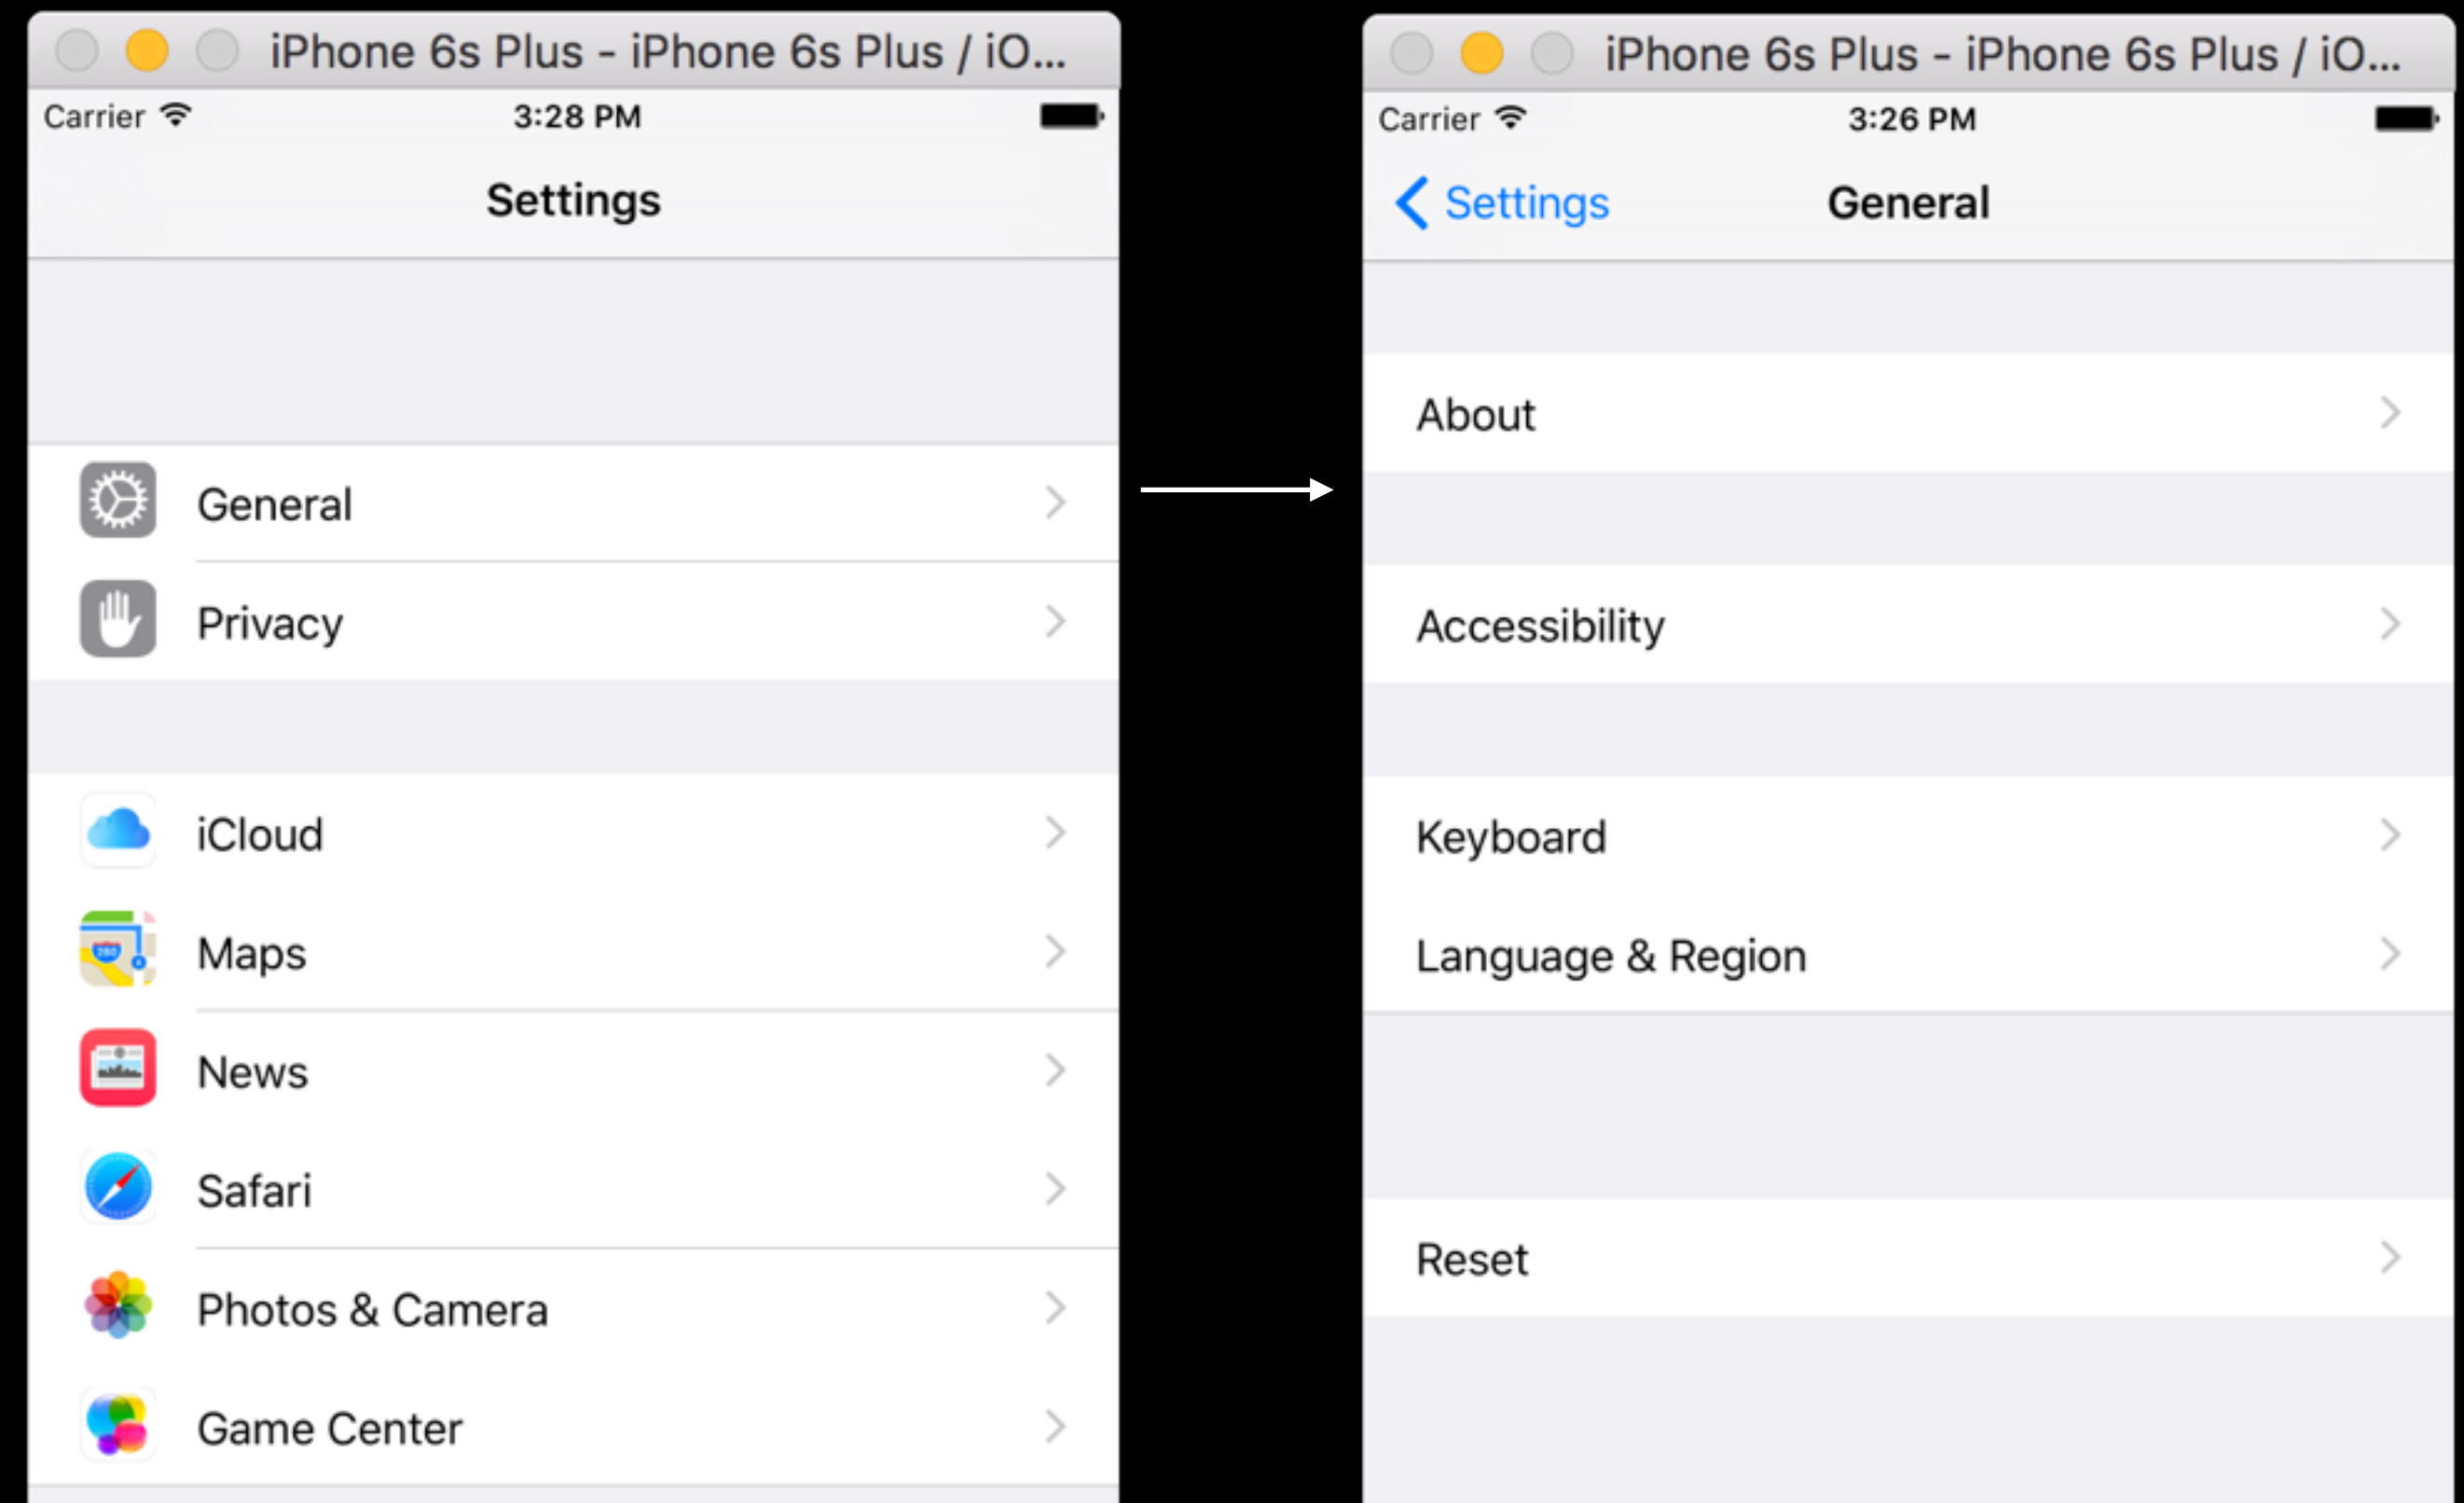 iPhone 6s Plus - iPhone 6s Plus / iO...
Carrier
3:28 PM
Settings
General
Privacy
iCloud
Maps
280
News
Safari
Photos & Camera
Game Center
iPhone 6s Plus - iPhone 6s Plus / iO...
Carrier
3:26 PM
Settings
General
About
Accessibility
Keyboard
Language & Region
Reset